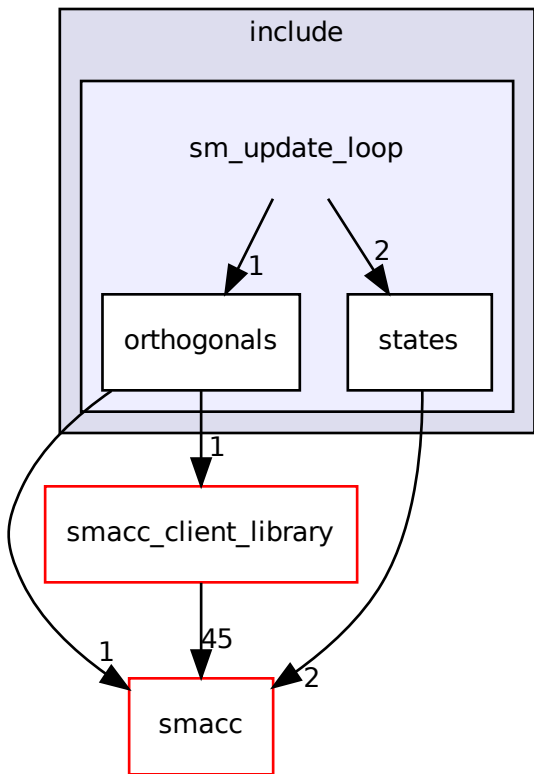 include
sm_update_loop
1
2
orthogonals
states
1
smacc_client_library
45
1
2
smacc